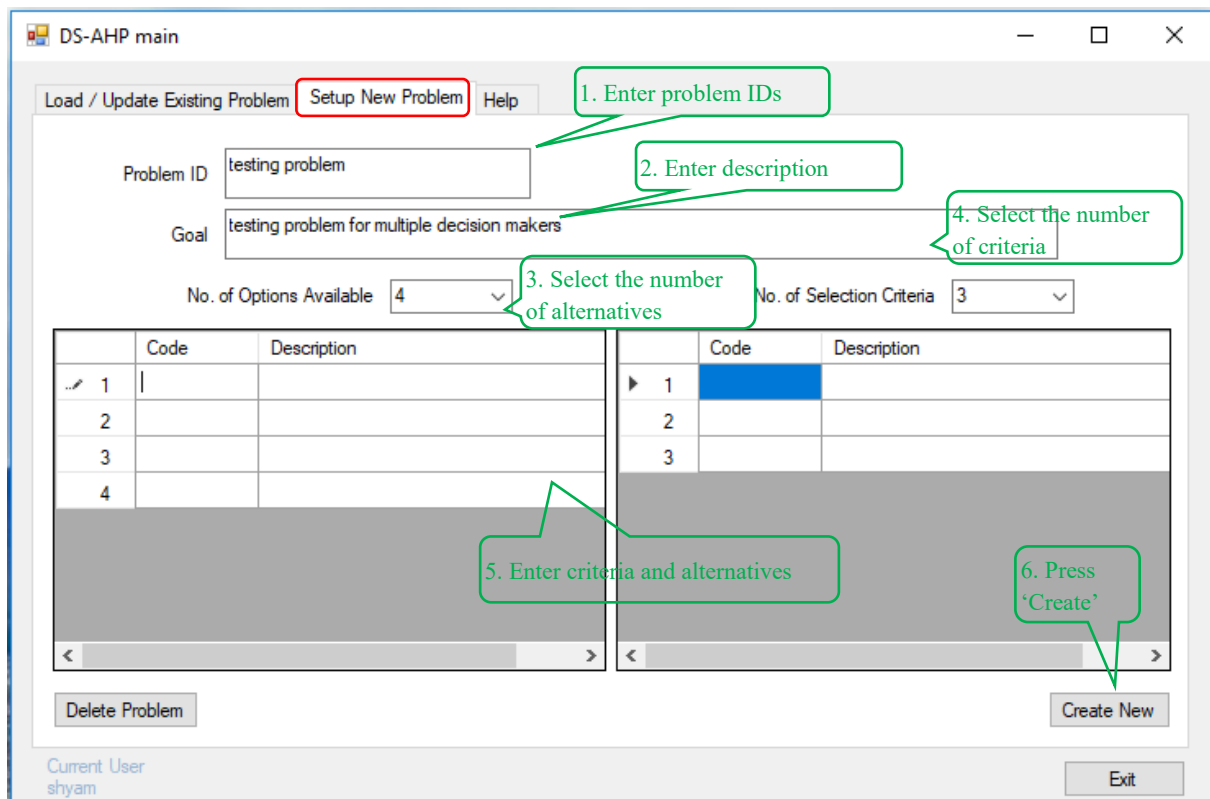 DS-AHP main
Load / Update Existing Problem
Setup New Problem
Help
1. Enter problem IDs
Problem ID
testing problem
2. Enter description
Goal
testing problem for multiple decision makers
4. Select the number
of criteria
No. of Options Available
4
3. Select the number
of alternatives
No. of Selection Criteria
3
Code Description
1
2
3
4
Code Description
1
2
3
5. Enter criteria and alternatives
6. Press
‘Create’
Delete Problem
Create New
Current User
shyam
Exit